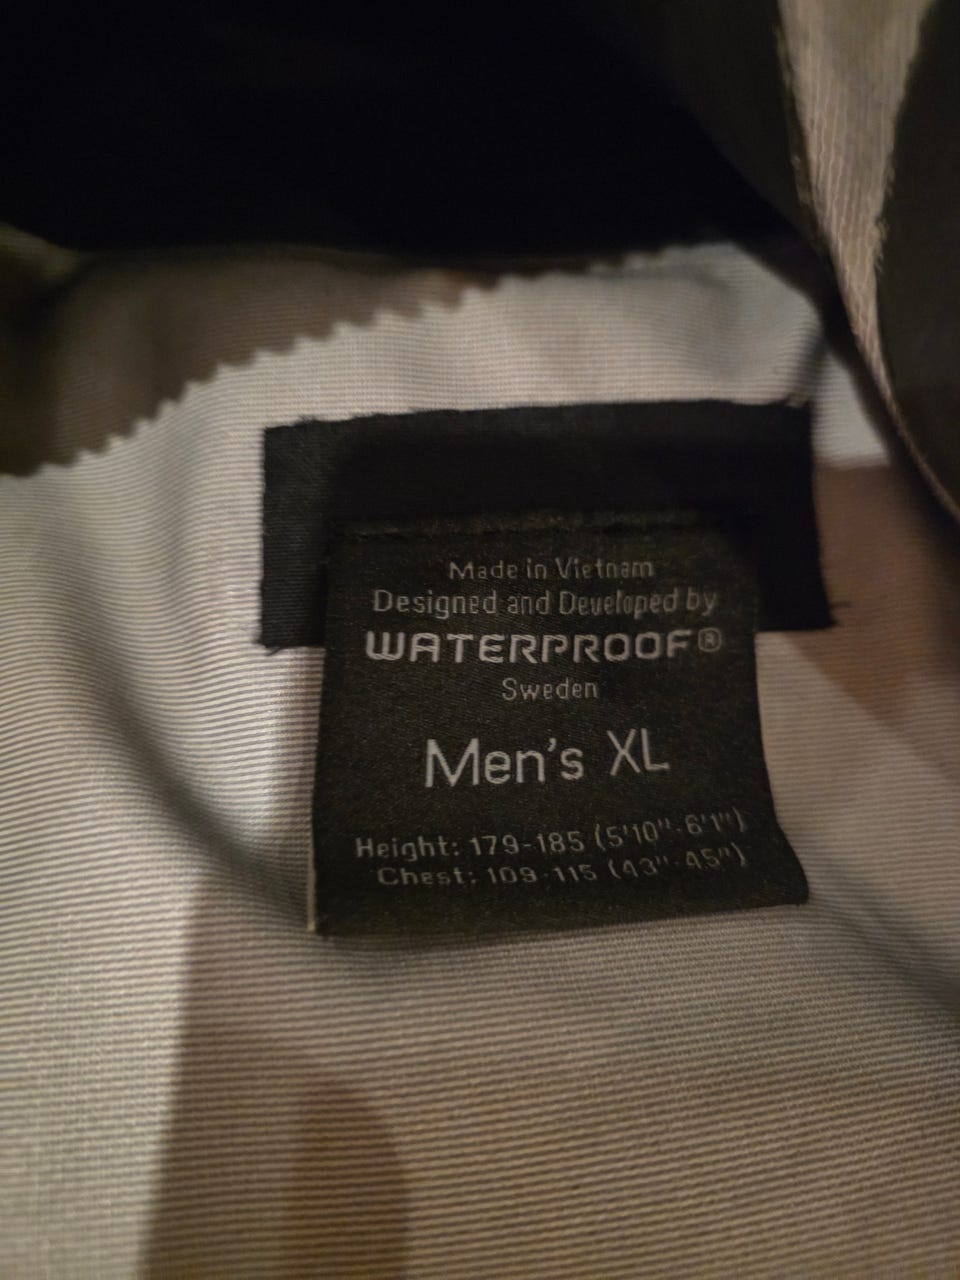 Made in Vietnam
Designed and Developed by
WATERPROOF®
Sweden
Men's XL
Height: 179-185 (5'10"-6'1")
Chest: 109-115 (43"-45")